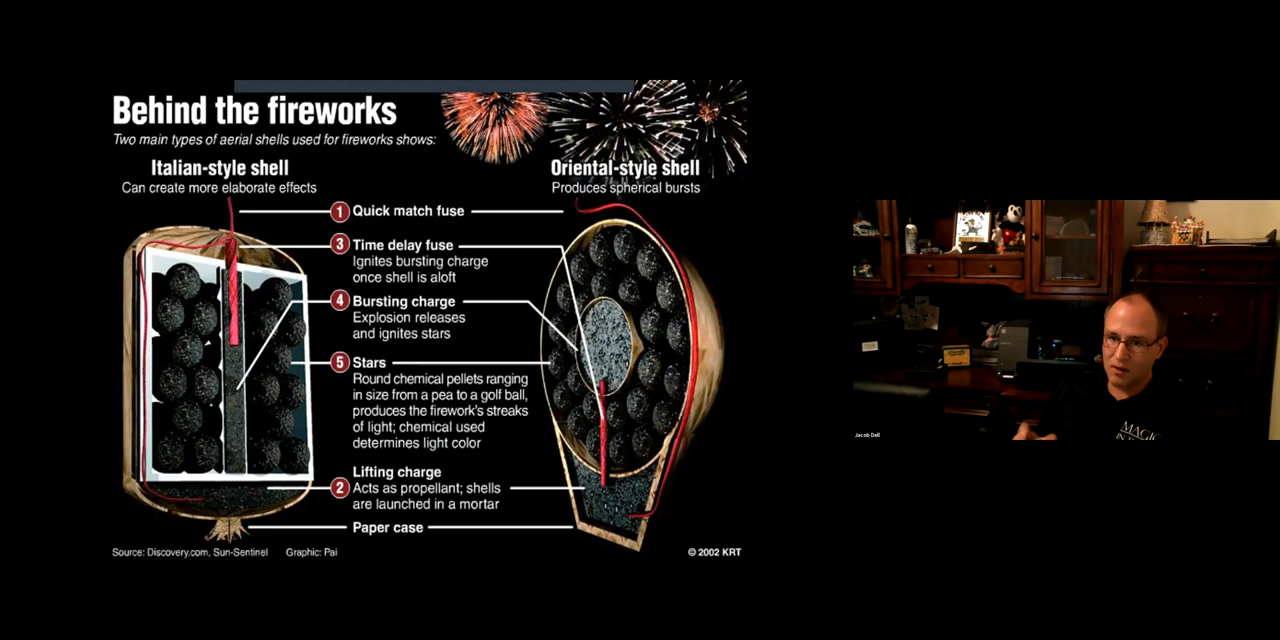 Behind the fireworks
Two main types of aerial shells used for fireworks shows:
Italian-style shell
Can create more elaborate effects
Oriental-style shell
Produces spherical bursts
1 Quick match fuse
3 Time delay fuse
Ignites bursting charge
once shell is aloft
4 Bursting charge
Explosion releases
and ignites stars
5 Stars
Round chemical pellets ranging
in size from a pea to a golf ball,
produces the firework's streaks
of light; chemical used
determines light color
Lifting charge
2 Acts as propellant; shells
are launched in a mortar
Paper case
Source: Discovery.com, Sun-Sentinel Graphic: Pai
© 2002 KRT
Jacob Dell
MAGIC